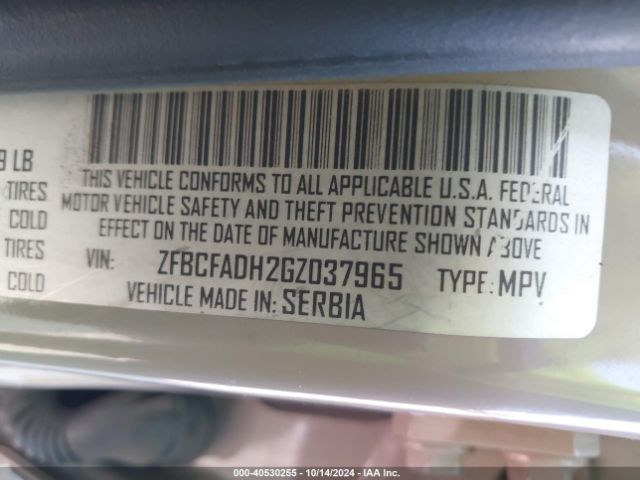 9 LB
TIRES
COLD
TIRES
COLD
THIS VEHICLE CONFORMS TO ALL APPLICABLE U.S.A. FEDERAL
MOTOR VEHICLE SAFETY AND THEFT PREVENTION STANDARDS IN
EFFECT ON THE DATE OF MANUFACTURE SHOWN ABOVE
VIN: ZFBCFADH2GZ037965 TYPE: MPV
VEHICLE MADE IN: SERBIA
000-40530255 - 10/14/2024 - IAA Inc.